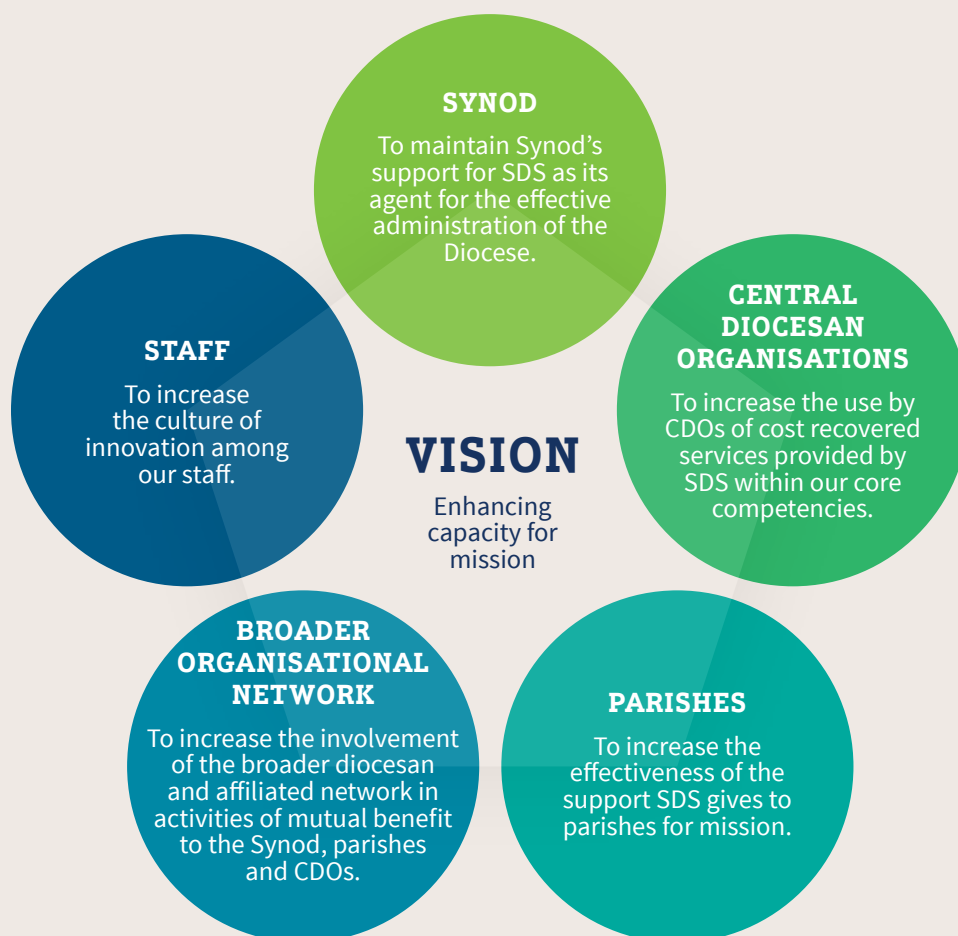 SYNOD
To maintain Synod’s
support for SDS as its
agent for the effective
administration of the
Diocese.
CENTRAL
DIOCESAN
ORGANISATIONS
To increase the use by
CDOs of cost recovered
services provided by
SDS within our core
competencies.
STAFF
To increase
the culture of
innovation among
our staff.
VISION
Enhancing
capacity for
mission
BROADER
ORGANISATIONAL
NETWORK
To increase the involvement
of the broader diocesan
and affiliated network in
activities of mutual benefit
to the Synod, parishes
and CDOs.
PARISHES
To increase the
effectiveness of the
support SDS gives to
parishes for mission.